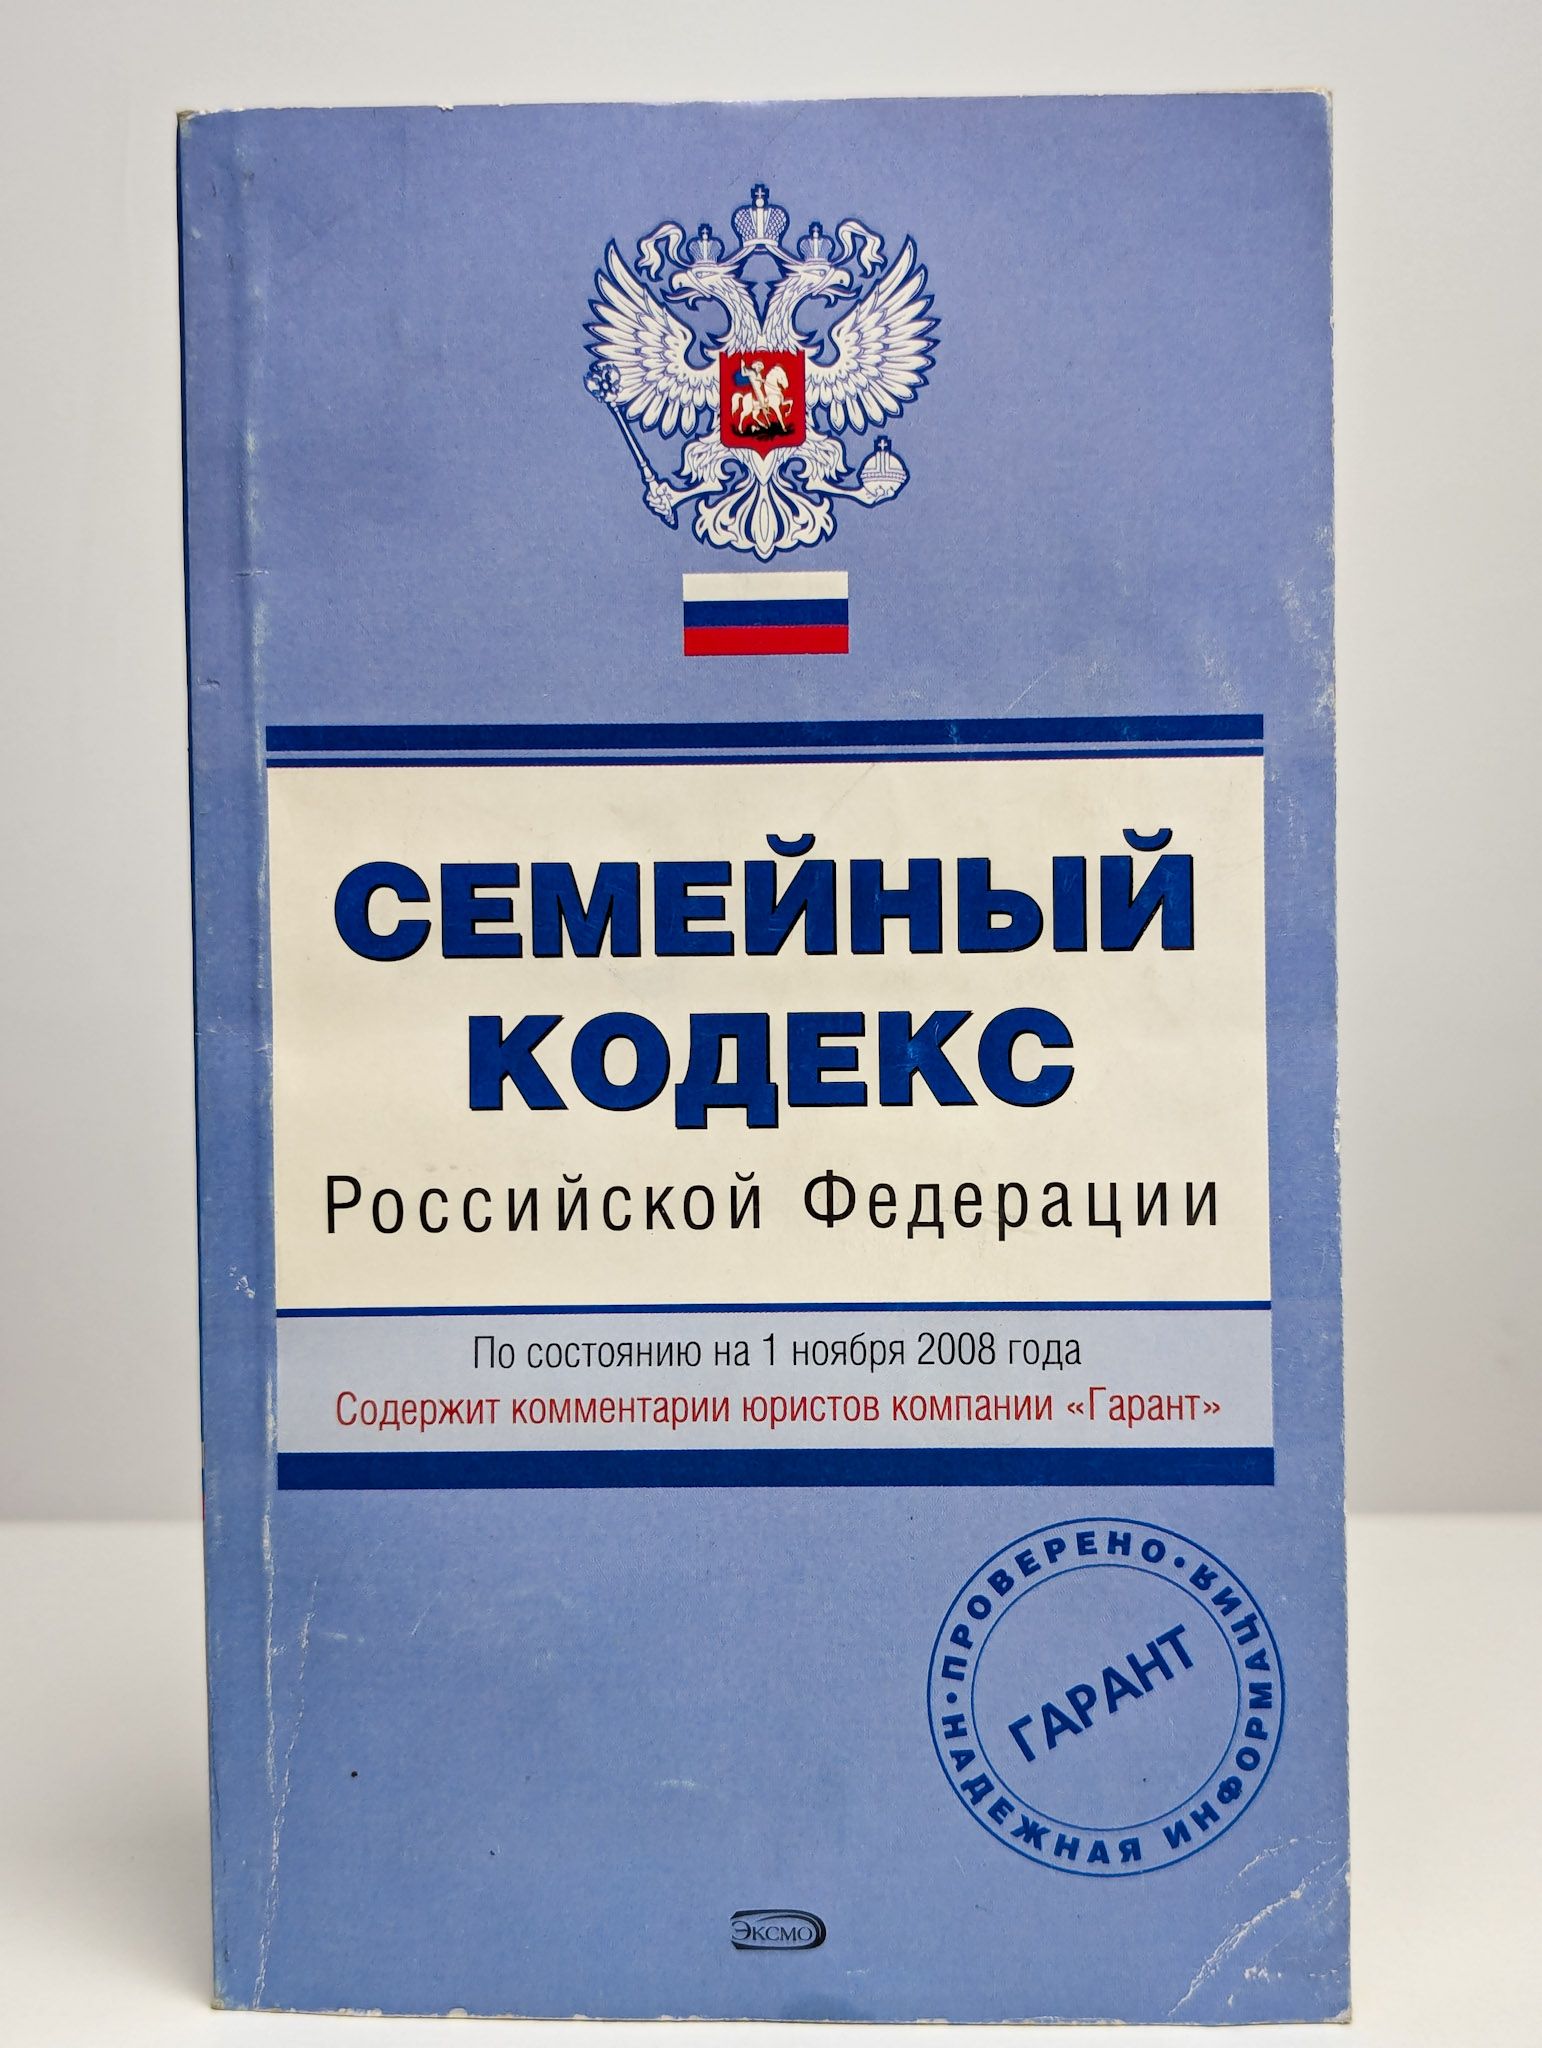 СЕМЕЙНЫЙ
КОДЕКС
Российской Федерации
По состоянию на 1 ноября 2008 года
Содержит комментарии юристов компании «Гарант»
• ПРОВЕРЕНО •
НАДЕЖНАЯ ИНФОРМАЦИЯ
ГАРАНТ
ЭКСМО